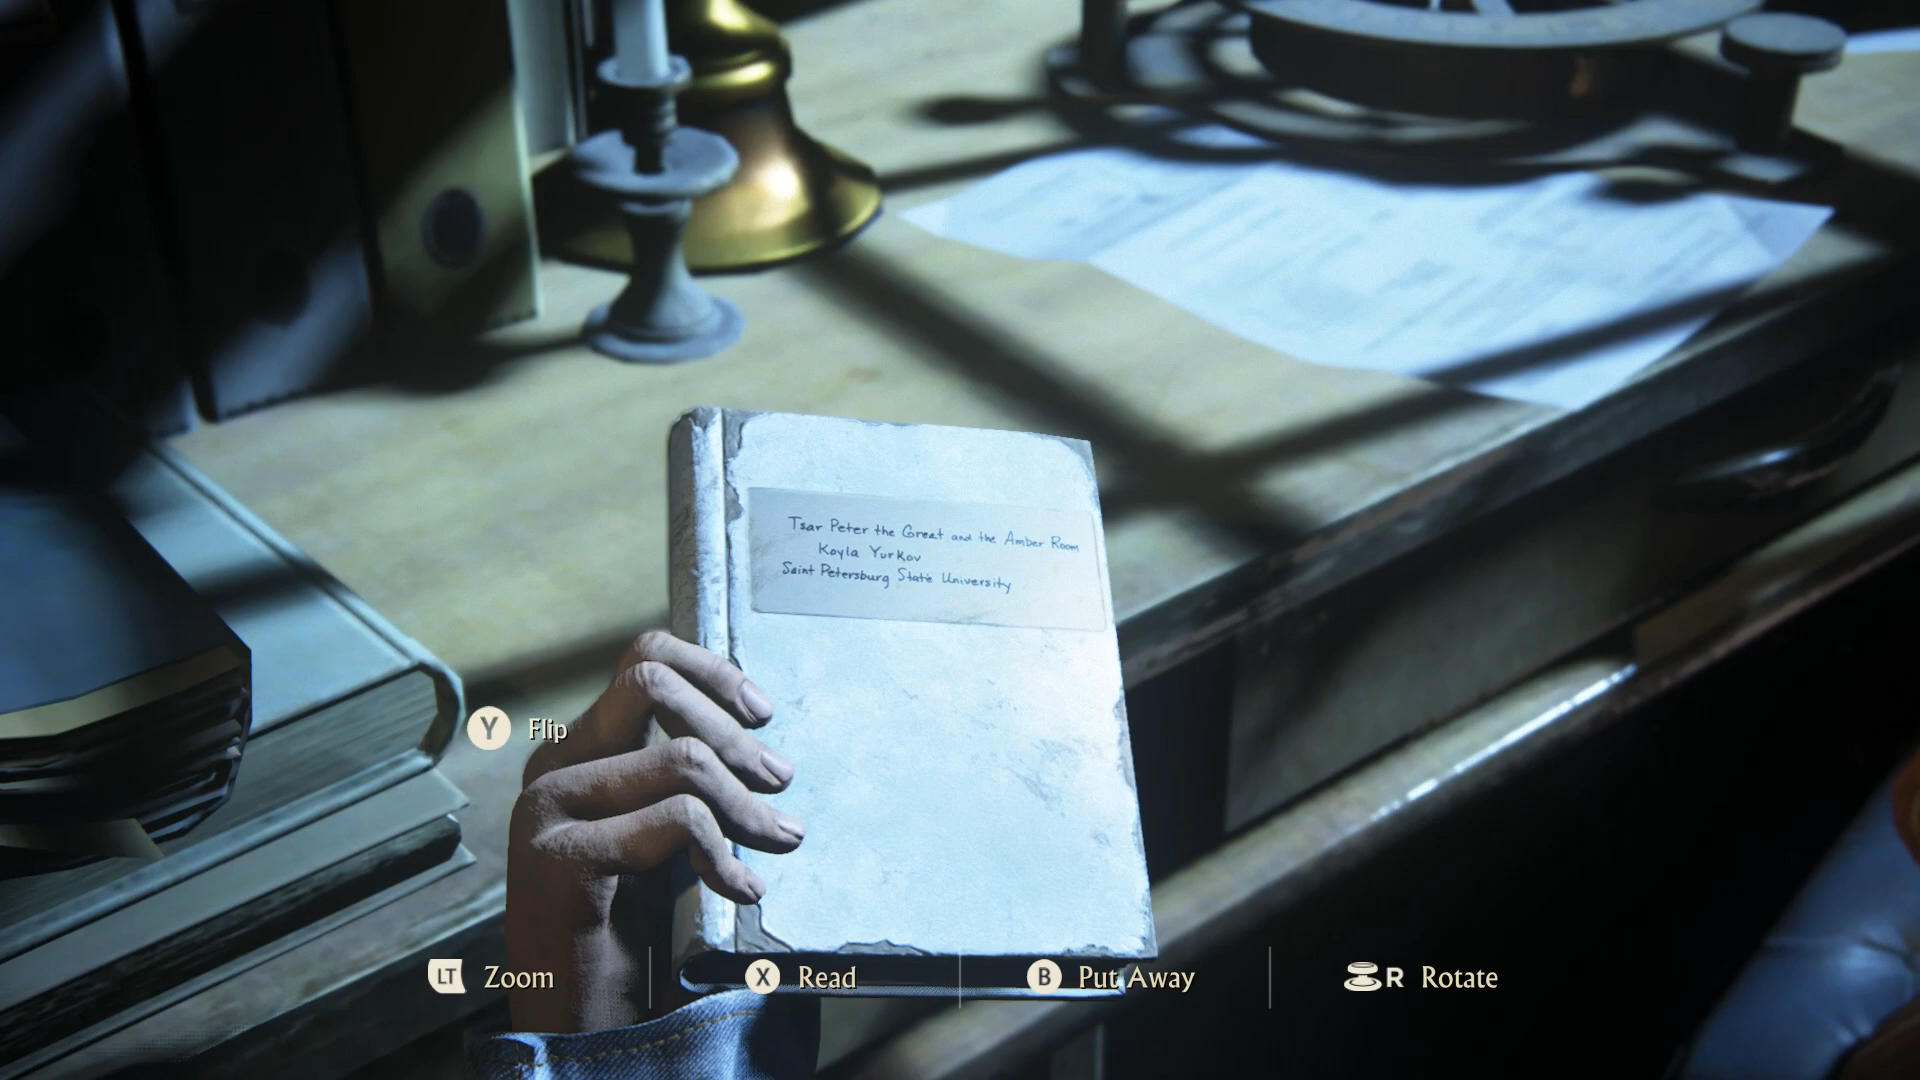 Tsar Peter the Great and the Amber Room
Koyla Yurkov
Saint Petersburg State University
Y Flip
LT Zoom
X Read
B Put Away
R Rotate